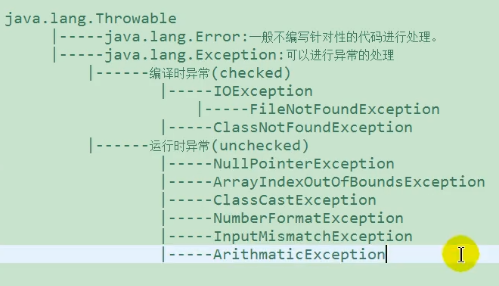 java.lang.Throwable
|-----java.lang.Error:一般不编写针对性的代码进行处理。
|-----java.lang.Exception:可以进行异常的处理
|------编译时异常(checked)
|-----IOException
|-----FileNotFoundException
|-----ClassNotFoundException
|------运行时异常(unchecked)
|-----NullPointerException
|-----ArrayIndexOutOfBoundsException
|-----ClassCastException
|-----NumberFormatException
|-----InputMismatchException
|-----ArithmaticException